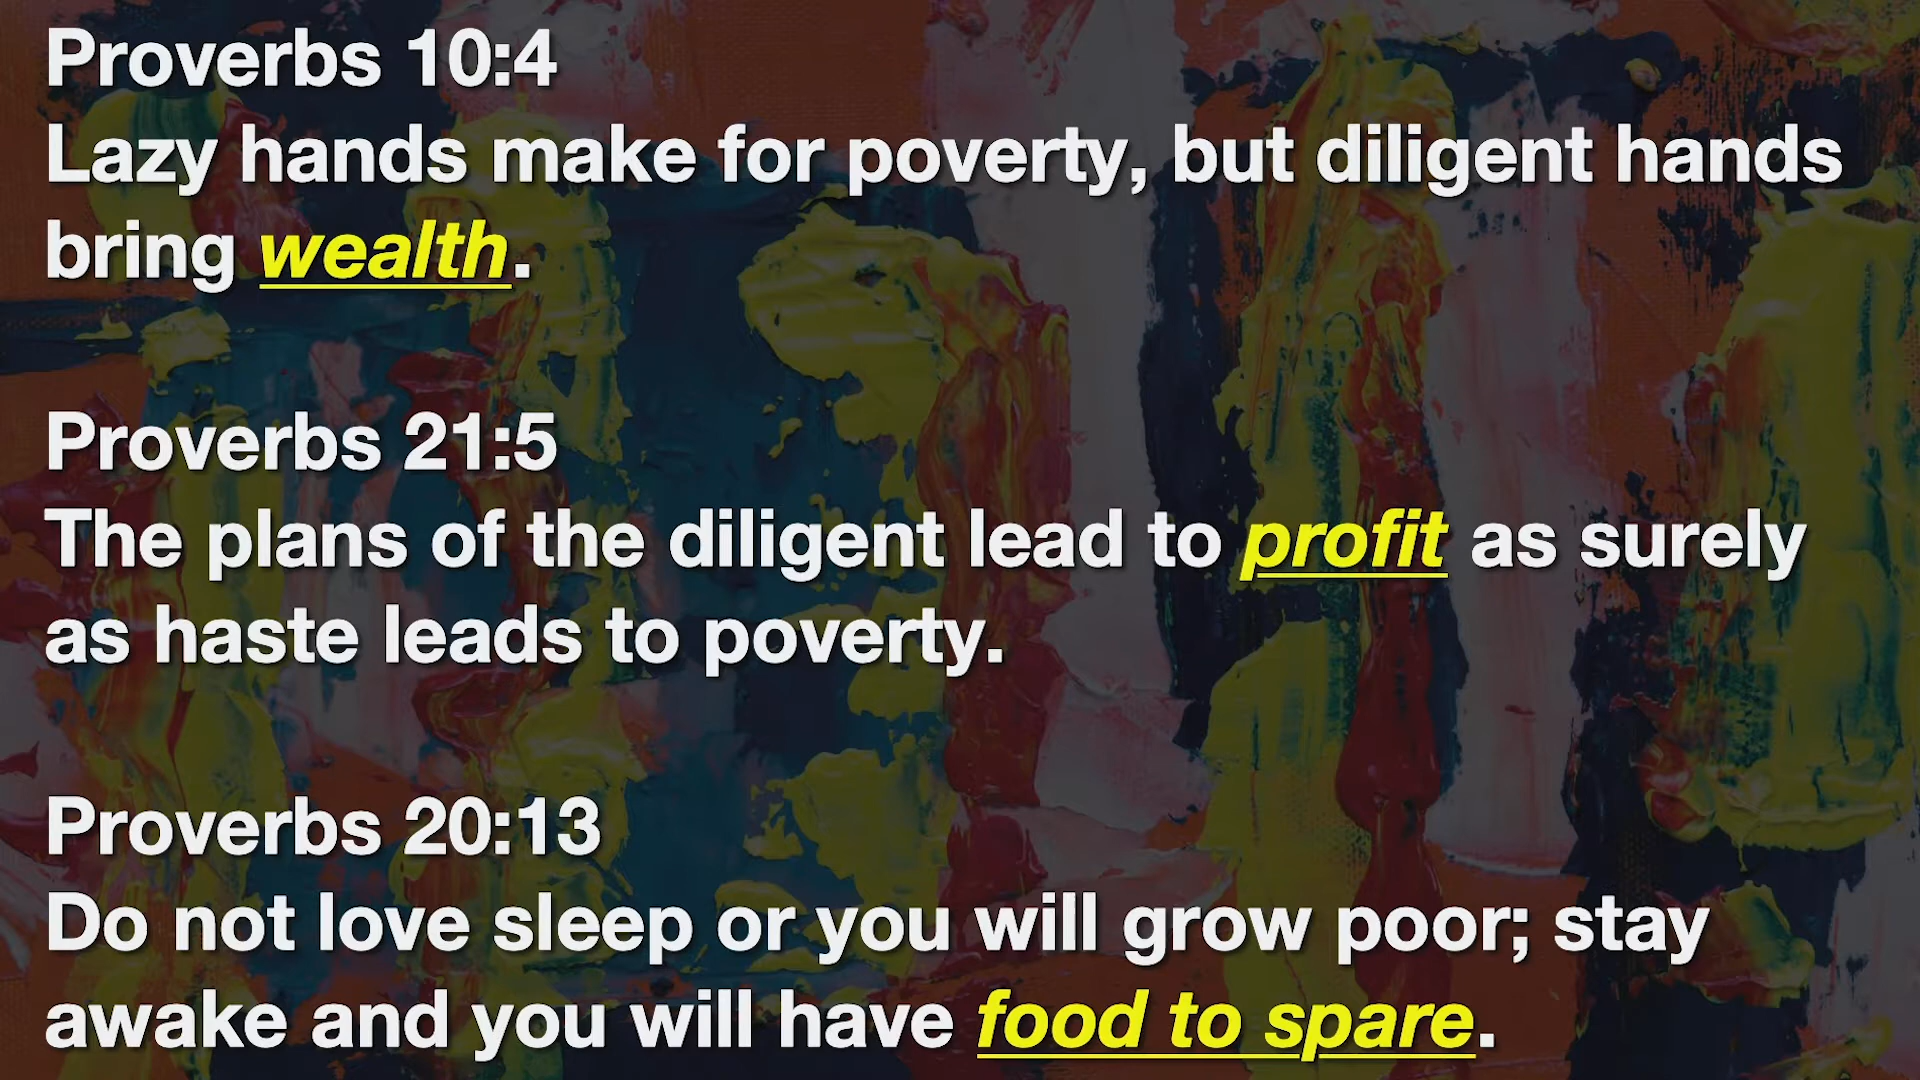 Proverbs 10:4
Lazy hands make for poverty, but diligent hands
bring wealth.
Proverbs 21:5
The plans of the diligent lead to profit as surely
as haste leads to poverty.
Proverbs 20:13
Do not love sleep or you will grow poor; stay
awake and you will have food to spare.